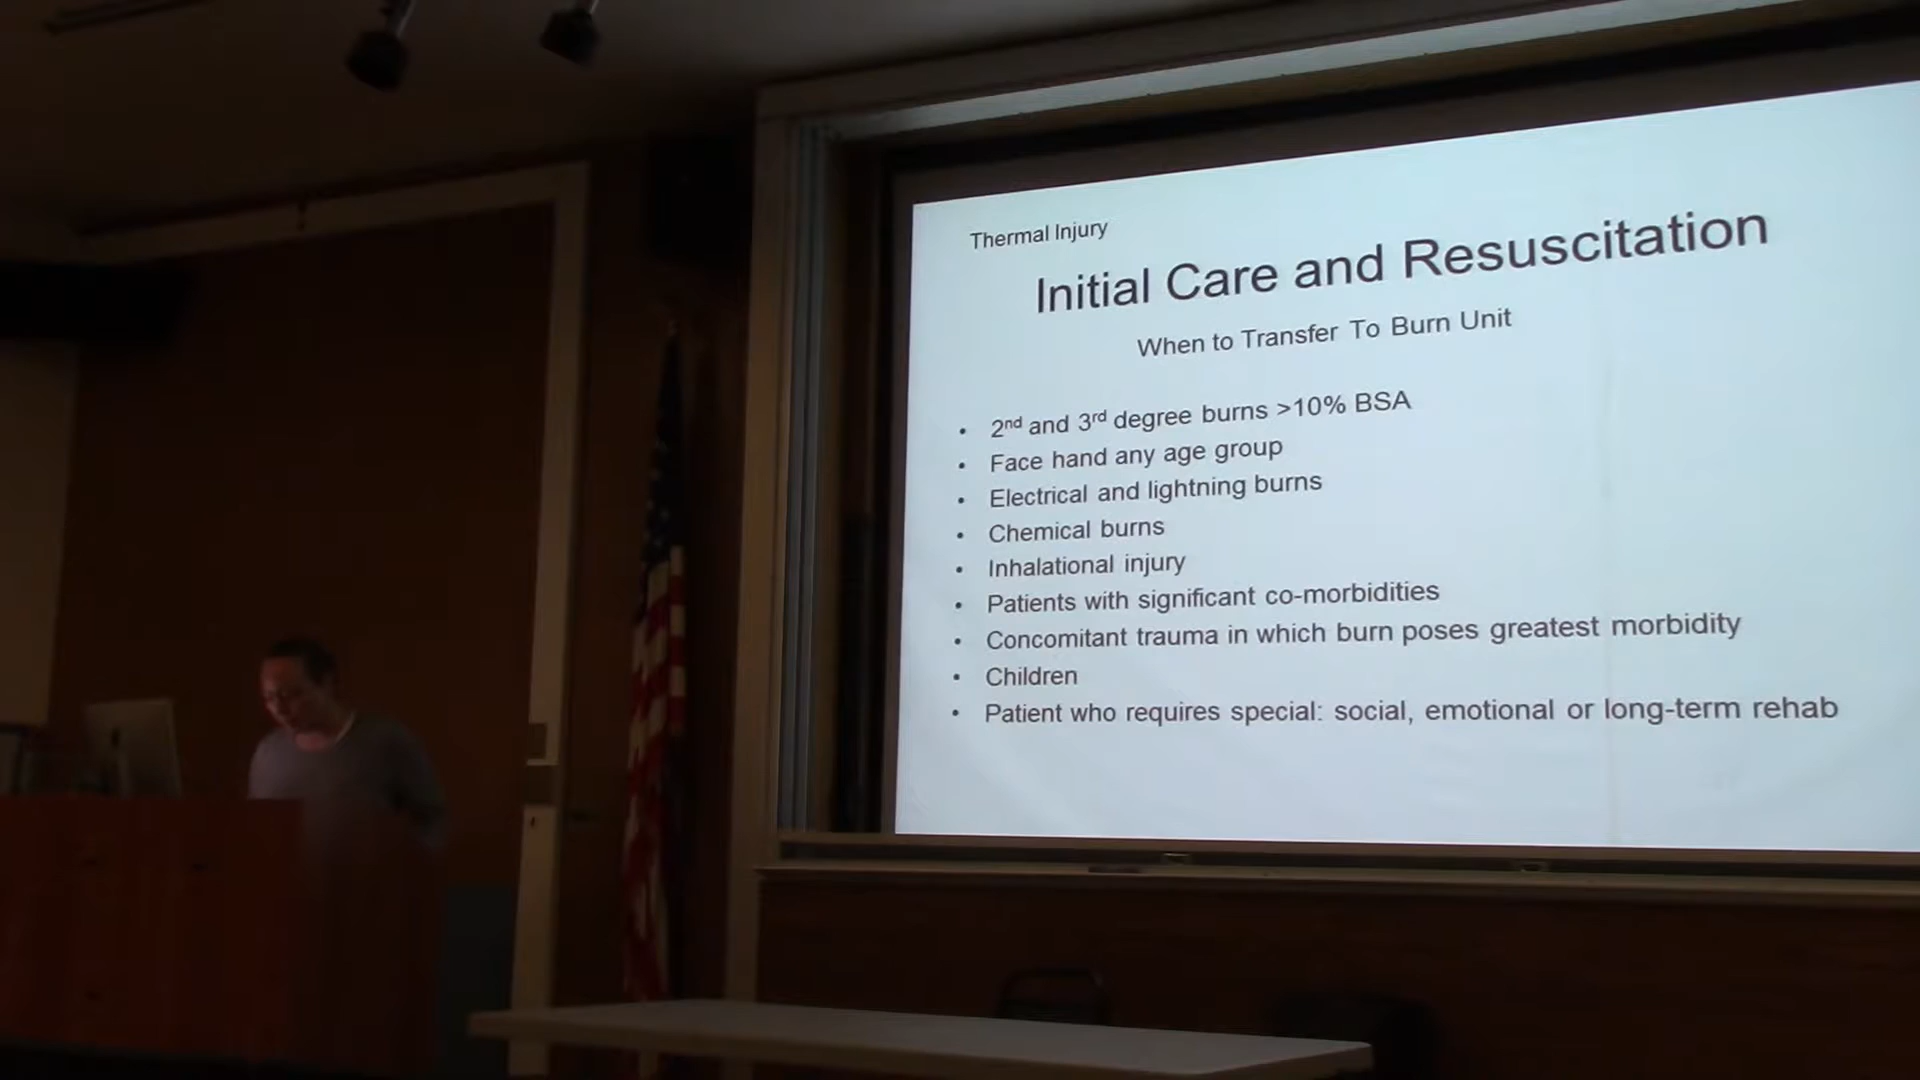 Thermal Injury
Initial Care and Resuscitation
When to Transfer To Burn Unit
• 2nd and 3rd degree burns >10% BSA
• Face hand any age group
• Electrical and lightning burns
• Chemical burns
• Inhalational injury
• Patients with significant co-morbidities
• Concomitant trauma in which burn poses greatest morbidity
• Children
• Patient who requires special: social, emotional or long-term rehab